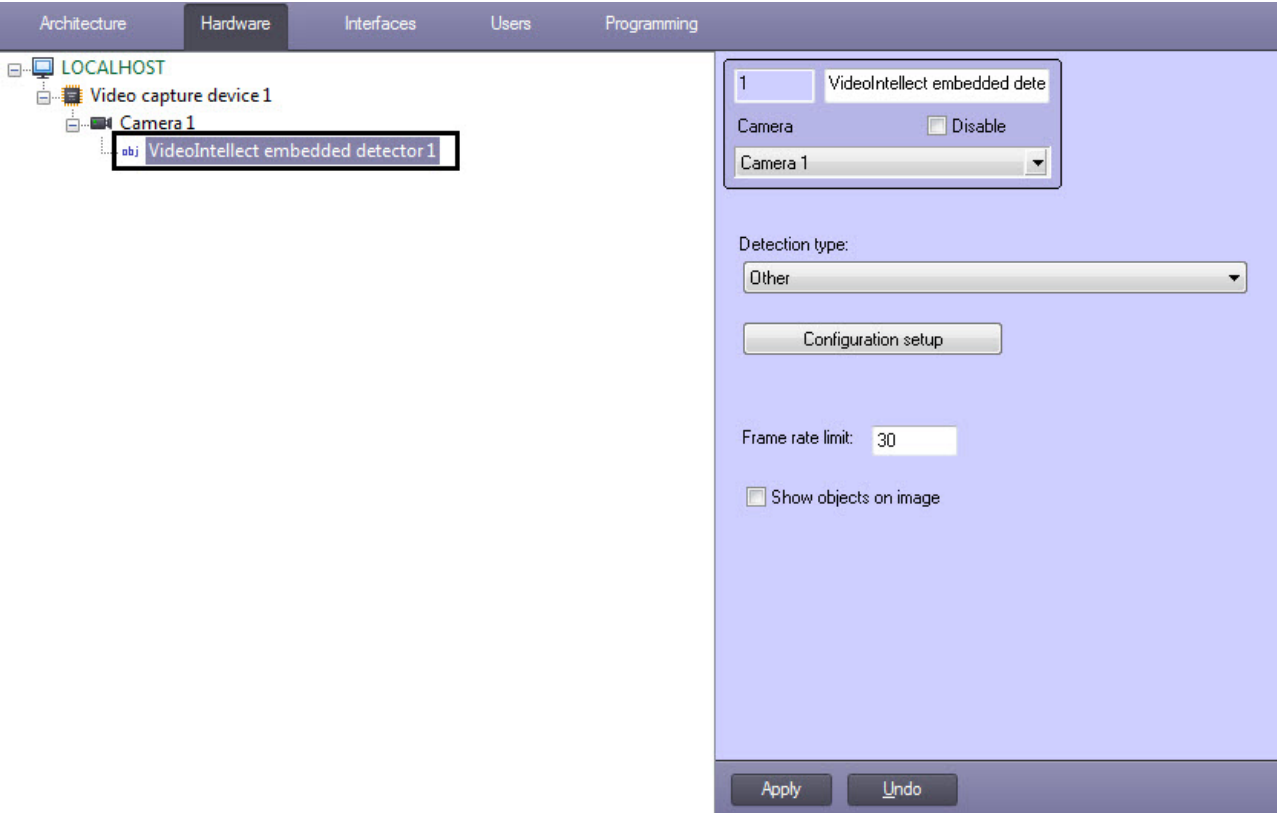 Architecture Hardware Interfaces Users Programming
LOCALHOST
Video capture device 1
Camera 1
obj VideoIntellect embedded detector 1
1 VideoIntellect embedded dete
Camera Disable
Camera 1
Detection type:
Other
Configuration setup
Frame rate limit: 30
Show objects on image
Apply Undo